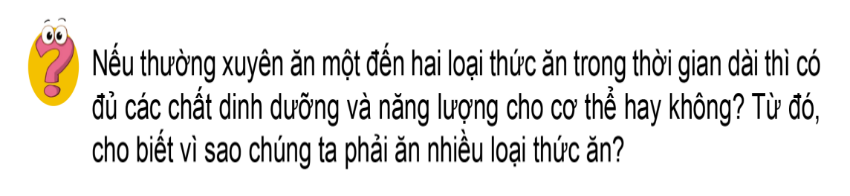 Nếu thường xuyên ăn một đến hai loại thức ăn trong thời gian dài thì có
đủ các chất dinh dưỡng và năng lượng cho cơ thể hay không? Từ đó,
cho biết vì sao chúng ta phải ăn nhiều loại thức ăn?